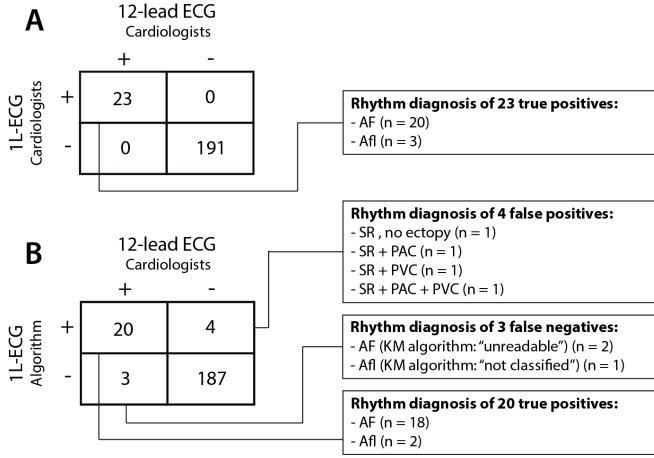 A
12-lead ECG
Cardiologists
+ -
1L-ECG
Cardiologists
+ 23 0
- 0 191
Rhythm diagnosis of 23 true positives:
- AF (n = 20)
- Afl (n = 3)
B
12-lead ECG
Cardiologists
+ -
1L-ECG
Algorithm
+ 20 4
- 3 187
Rhythm diagnosis of 4 false positives:
- SR , no ectopy (n = 1)
- SR + PAC (n = 1)
- SR + PVC (n = 1)
- SR + PAC + PVC (n = 1)
Rhythm diagnosis of 3 false negatives:
- AF (KM algorithm: “unreadable”) (n = 2)
- Afl (KM algorithm: “not classified”) (n = 1)
Rhythm diagnosis of 20 true positives:
- AF (n = 18)
- Afl (n = 2)